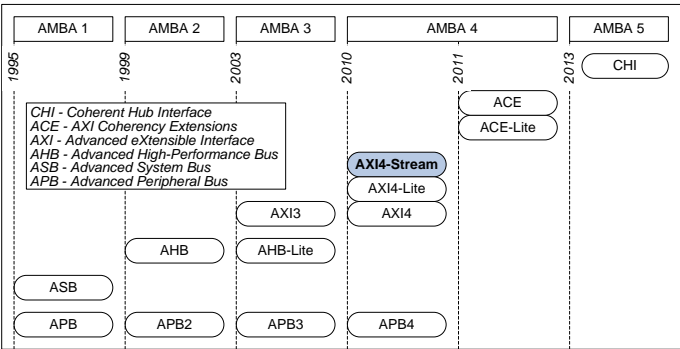 AMBA 1 AMBA 2 AMBA 3 AMBA 4 AMBA 5
1995 1999 2003 2010 2011 2013
CHI
CHI - Coherent Hub Interface
ACE - AXI Coherency Extensions
AXI - Advanced eXtensible Interface
AHB - Advanced High-Performance Bus
ASB - Advanced System Bus
APB - Advanced Peripheral Bus
ACE
ACE-Lite
AXI4-Stream
AXI4-Lite
AXI3 AXI4
AHB AHB-Lite
ASB
APB APB2 APB3 APB4